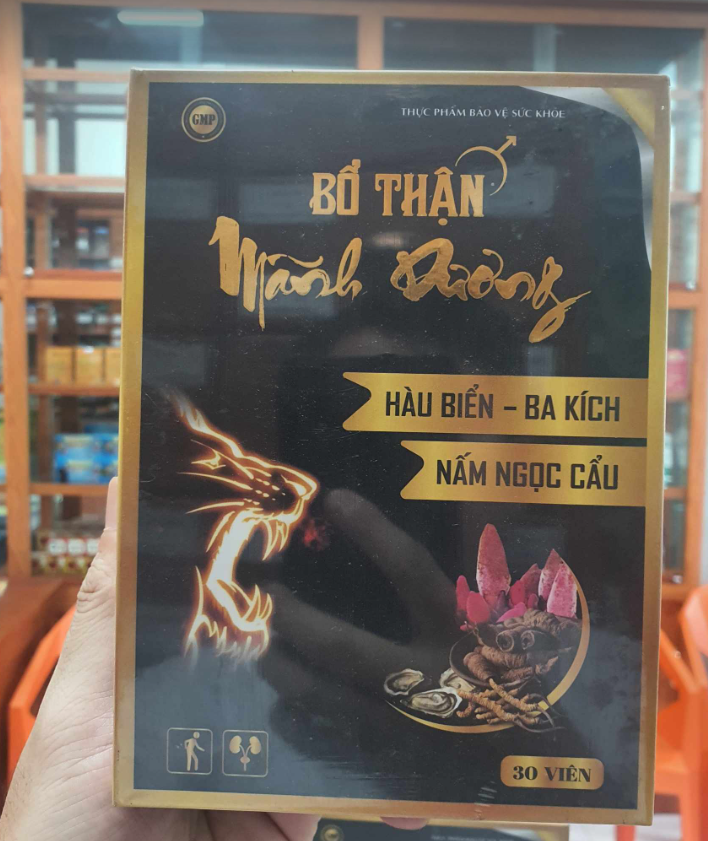 GMP
THỰC PHẨM BẢO VỆ SỨC KHỎE
BỔ THẬN
Mãnh Dương
HÀU BIỂN – BA KÍCH
NẤM NGỌC CẨU
30 VIÊN